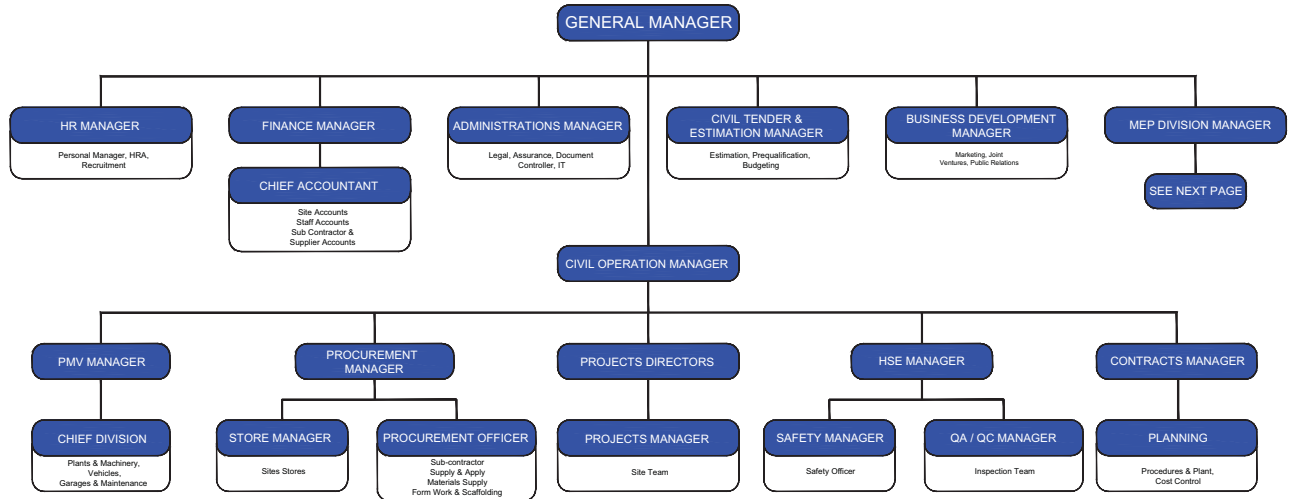 GENERAL MANAGER
HR MANAGER
Personal Manager, HRA,
Recruitment
FINANCE MANAGER
CHIEF ACCOUNTANT
Site Accounts
Staff Accounts
Sub Contractor &
Supplier Accounts
ADMINISTRATIONS MANAGER
Legal, Assurance, Document
Controller, IT
CIVIL TENDER &
ESTIMATION MANAGER
Estimation, Prequalification,
Budgeting
BUSINESS DEVELOPMENT
MANAGER
Marketing, Joint
Ventures, Public Relations
MEP DIVISION MANAGER
SEE NEXT PAGE
CIVIL OPERATION MANAGER
PMV MANAGER
CHIEF DIVISION
Plants & Machinery,
Vehicles,
Garages & Maintenance
PROCUREMENT
MANAGER
STORE MANAGER
Sites Stores
PROCUREMENT OFFICER
Sub-contractor
Supply & Apply
Materials Supply
Form Work & Scaffolding
PROJECTS DIRECTORS
PROJECTS MANAGER
Site Team
HSE MANAGER
SAFETY MANAGER
Safety Officer
QA / QC MANAGER
Inspection Team
CONTRACTS MANAGER
PLANNING
Procedures & Plant,
Cost Control